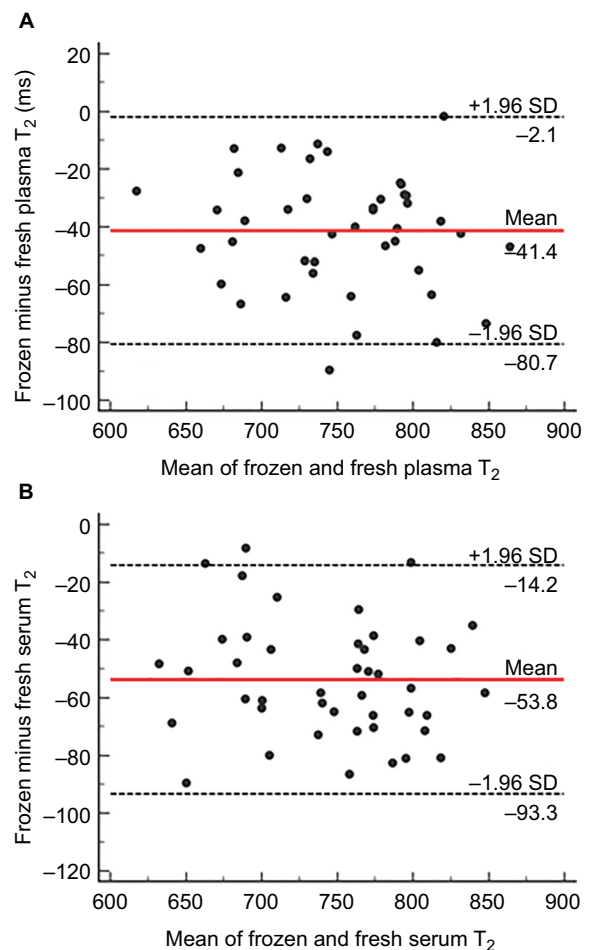 A
Frozen minus fresh plasma T2 (ms)
20
0
–20
–40
–60
–80
–100
+1.96 SD
–2.1
Mean
–41.4
–1.96 SD
–80.7
600 650 700 750 800 850 900
Mean of frozen and fresh plasma T2
B
Frozen minus fresh serum T2
0
–20
–40
–60
–80
–100
–120
+1.96 SD
–14.2
Mean
–53.8
–1.96 SD
–93.3
600 650 700 750 800 850 900
Mean of frozen and fresh serum T2